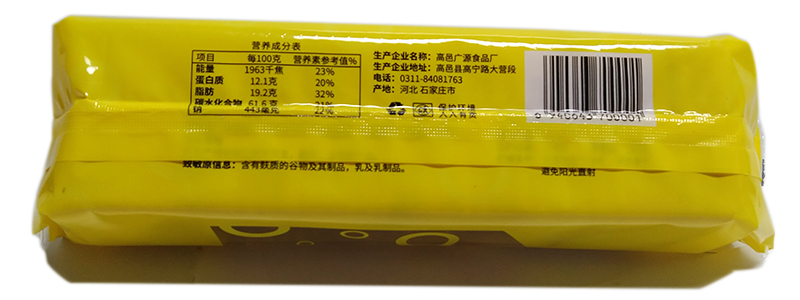 营养成分表
项目 每100克 营养素参考值%
能量 1963千焦 23%
蛋白质 12.1克 20%
脂肪 19.2克 32%
碳水化合物 61.6克 21%
钠 443毫克 22%
生产企业名称：高邑广源食品厂
生产企业地址：高邑县高宁路大营段
电话：0311-84081763
产地：河北 石家庄市
保护环境
人人有责
致敏原信息：含有麸质的谷物及其制品，乳及乳制品。
避免阳光直射